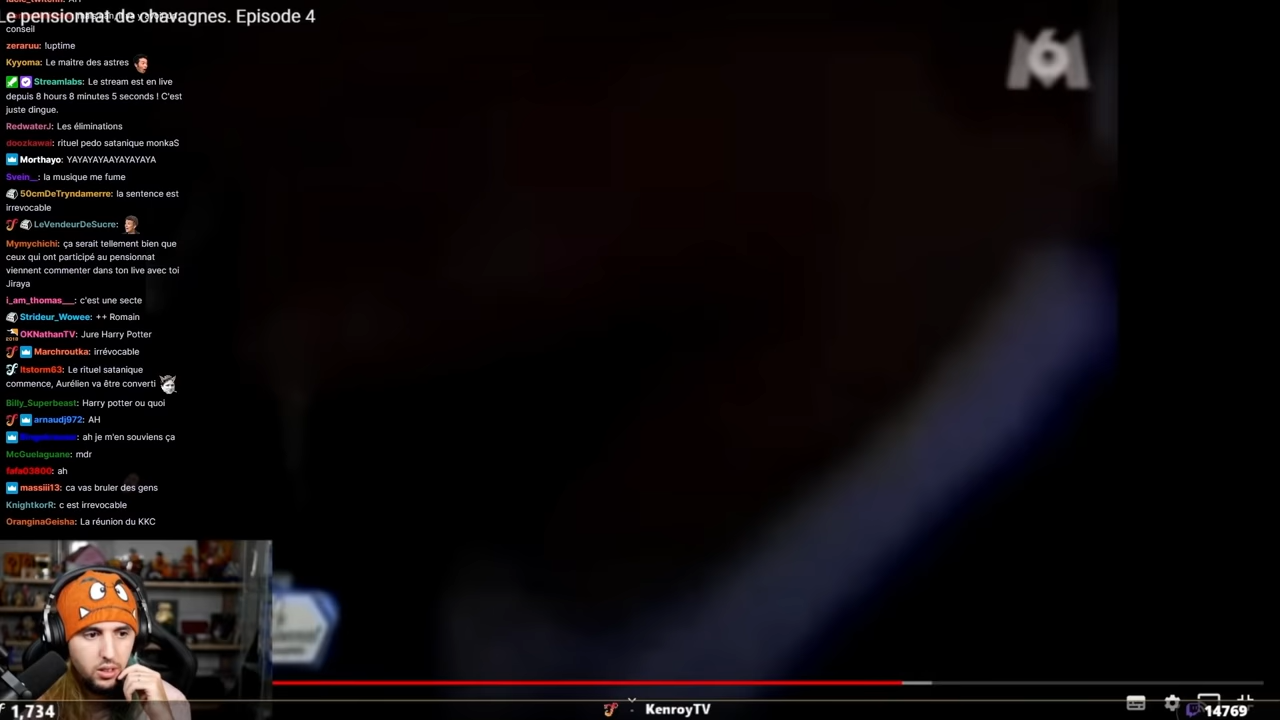 Le pensionnat de chavagnes. Episode 4
conseil
zeraruu: !uptime
Kyyoma: Le maitre des astres
Streamlabs: Le stream est en live
depuis 8 hours 8 minutes 5 seconds ! C'est
juste dingue.
RedwaterJ: Les éliminations
doozkawai: rituel pedo satanique monkaS
Morthayo: YAYAYAYAAYAYAYAYA
Svein__: la musique me fume
50cmDeTryndamerre: la sentence est
irrevocable
LeVendeurDeSucre:
Mymychichi: ça serait tellement bien que
ceux qui ont participé au pensionnat
viennent commenter dans ton live avec toi
Jiraya
i_am_thomas___: c'est une secte
Strideur_Wowee: ++ Romain
OKNathanTV: Jure Harry Potter
Marchroutka: irrévocable
Itstorm63: Le rituel satanique
commence, Aurélien va être converti
Billy_Superbeast: Harry potter ou quoi
arnaudj972: AH
: ah je m'en souviens ça
McGuelaguane: mdr
fafa03800: ah
massiii13: ca vas bruler des gens
KnightkorR: c est irrevocable
OranginaGeisha: La réunion du KKC
M6
1,734
- KenroyTV
14769